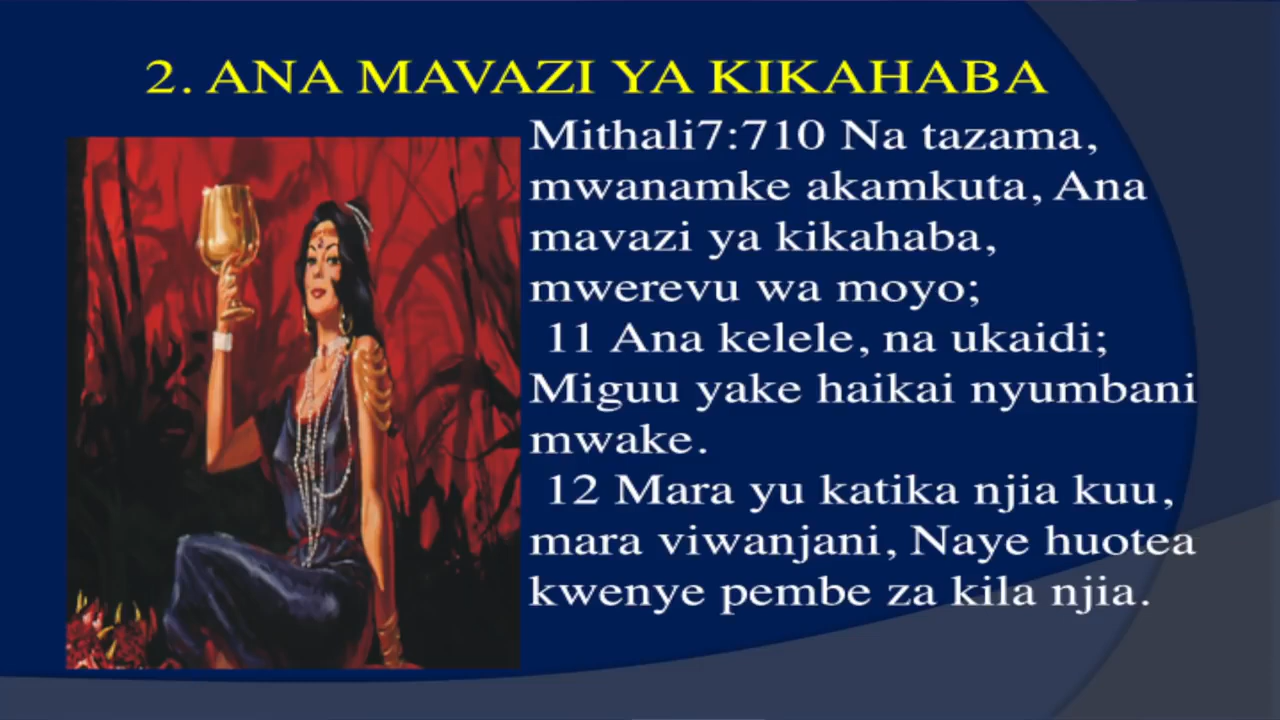 2. ANA MAVAZI YA KIKAHABA
Mithali7:710 Na tazama,
mwanamke akamkuta, Ana
mavazi ya kikahaba,
mwerevu wa moyo;
11 Ana kelele, na ukaidi;
Miguu yake haikai nyumbani
mwake.
12 Mara yu katika njia kuu,
mara viwanjani, Naye huotea
kwenye pembe za kila njia.